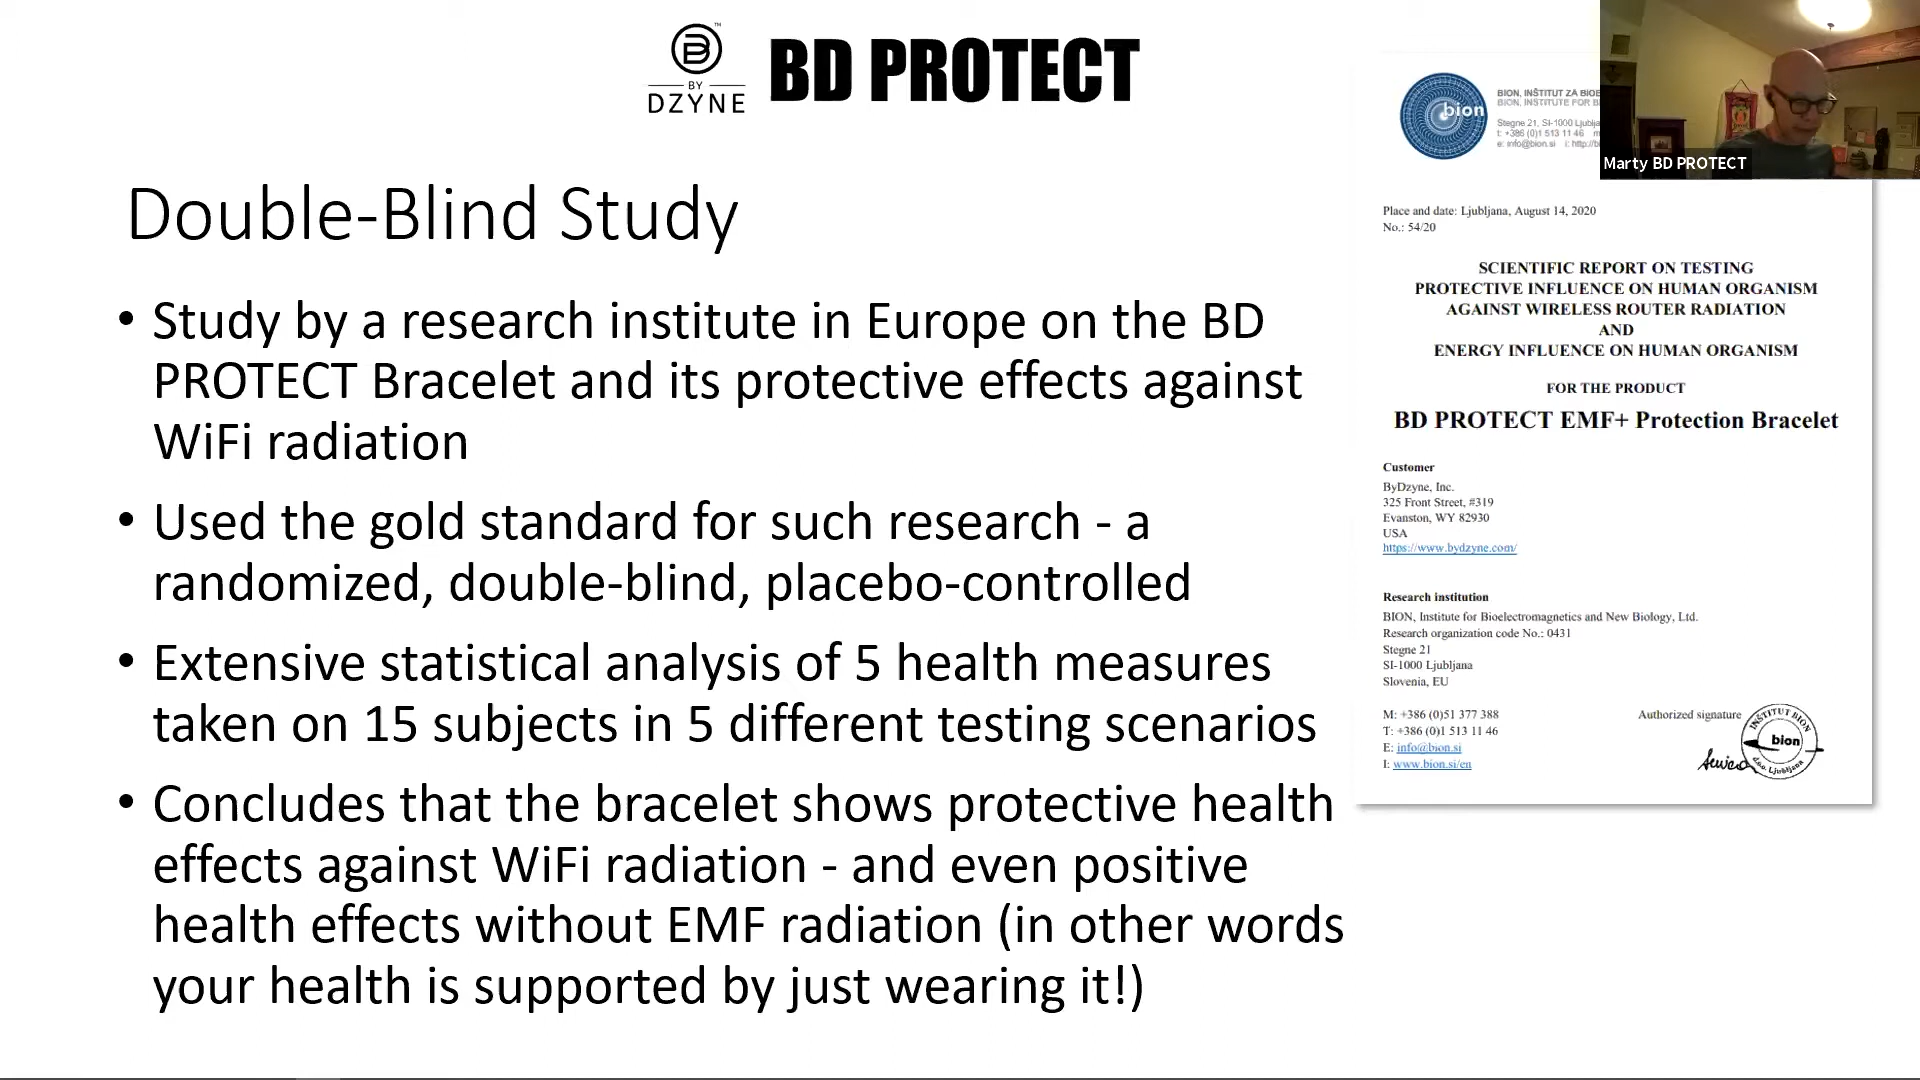 B
™
BY
DZYNE
BD PROTECT
Double-Blind Study
• Study by a research institute in Europe on the BD
PROTECT Bracelet and its protective effects against
WiFi radiation
• Used the gold standard for such research - a
randomized, double-blind, placebo-controlled
• Extensive statistical analysis of 5 health measures
taken on 15 subjects in 5 different testing scenarios
• Concludes that the bracelet shows protective health
effects against WiFi radiation - and even positive
health effects without EMF radiation (in other words
your health is supported by just wearing it!)
bion
BION, INŠTITUT ZA
BION, INSTITUTE FOR
Stegne 21, SI-1000
t: +386 (0)1 513 11 46
e: info@bion.si i:
Marty BD PROTECT
Place and date: Ljubljana, August 14, 2020
No.: 54/20
SCIENTIFIC REPORT ON TESTING
PROTECTIVE INFLUENCE ON HUMAN ORGANISM
AGAINST WIRELESS ROUTER RADIATION
AND
ENERGY INFLUENCE ON HUMAN ORGANISM
FOR THE PRODUCT
BD PROTECT EMF+ Protection Bracelet
Customer
ByDzyne, Inc.
325 Front Street, #319
Evanston, WY 82930
USA
https://www.bydzyne.com/
Research institution
BION, Institute for Bioelectromagnetics and New Biology, Ltd.
Research organization code No.: 0431
Stegne 21
SI-1000 Ljubljana
Slovenia, EU
M: +386 (0)51 377 388
T: +386 (0)1 513 11 46
E: info@bion.si
I: www.bion.si/en
Authorized signature
INŠTITUT BION
bion
d.o.o. Ljubljana